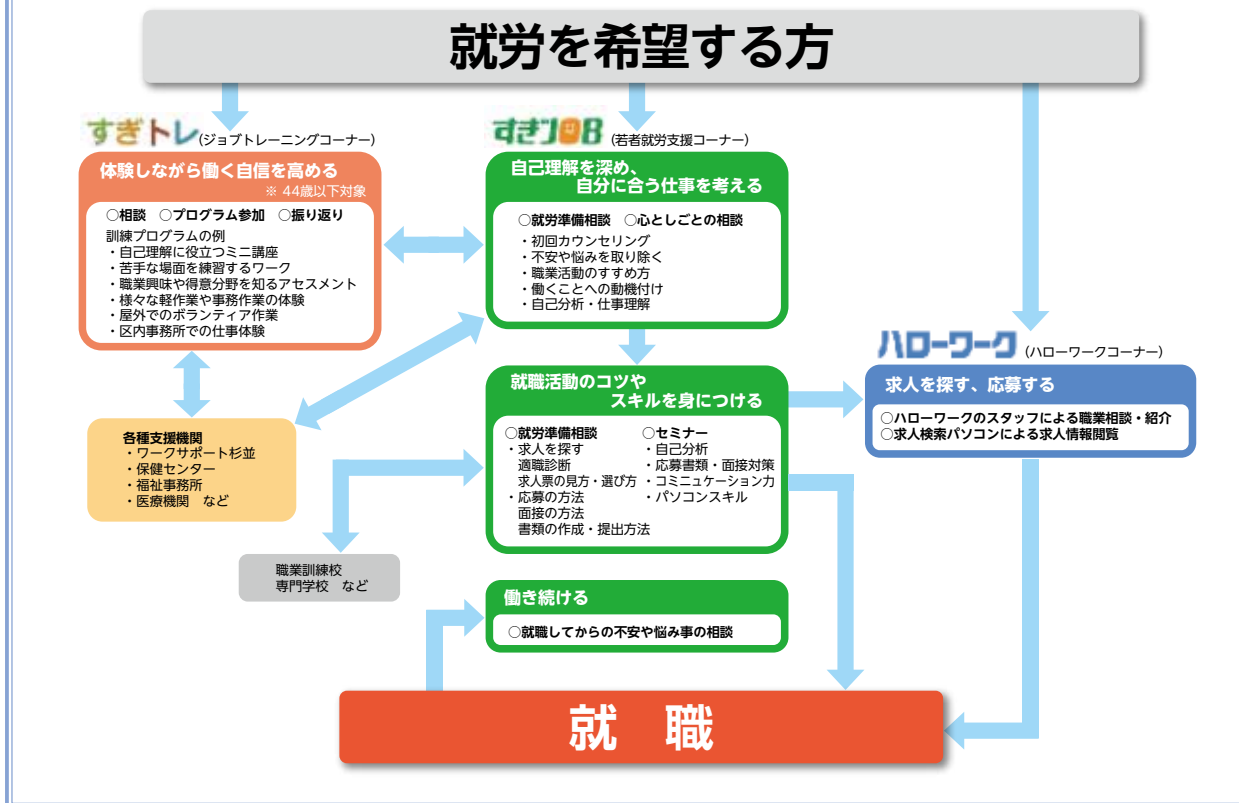 就労を希望する方
すぎトレ(ジョブトレーニングコーナー)
体験しながら働く自信を高める
※ 44歳以下対象
○相談 ○プログラム参加 ○振り返り
訓練プログラムの例
・自己理解に役立つミニ講座
・苦手な場面を練習するワーク
・職業興味や得意分野を知るアセスメント
・様々な軽作業や事務作業の体験
・屋外でのボランティア作業
・区内事務所での仕事体験
すぎJOB (若者就労支援コーナー)
自己理解を深め、
自分に合う仕事を考える
○就労準備相談 ○心としごとの相談
・初回カウンセリング
・不安や悩みを取り除く
・職業活動のすすめ方
・働くことへの動機付け
・自己分析・仕事理解
ハローワーク (ハローワークコーナー)
求人を探す、応募する
○ハローワークのスタッフによる職業相談・紹介
○求人検索パソコンによる求人情報閲覧
就職活動のコツや
スキルを身につける
○就労準備相談
・求人を探す
適職診断
求人票の見方・選び方
・応募の方法
面接の方法
書類の作成・提出方法
○セミナー
・自己分析
・応募書類・面接対策
・コミニュケーション力
・パソコンスキル
各種支援機関
・ワークサポート杉並
・保健センター
・福祉事務所
・医療機関 など
職業訓練校
専門学校 など
働き続ける
○就職してからの不安や悩み事の相談
就 職